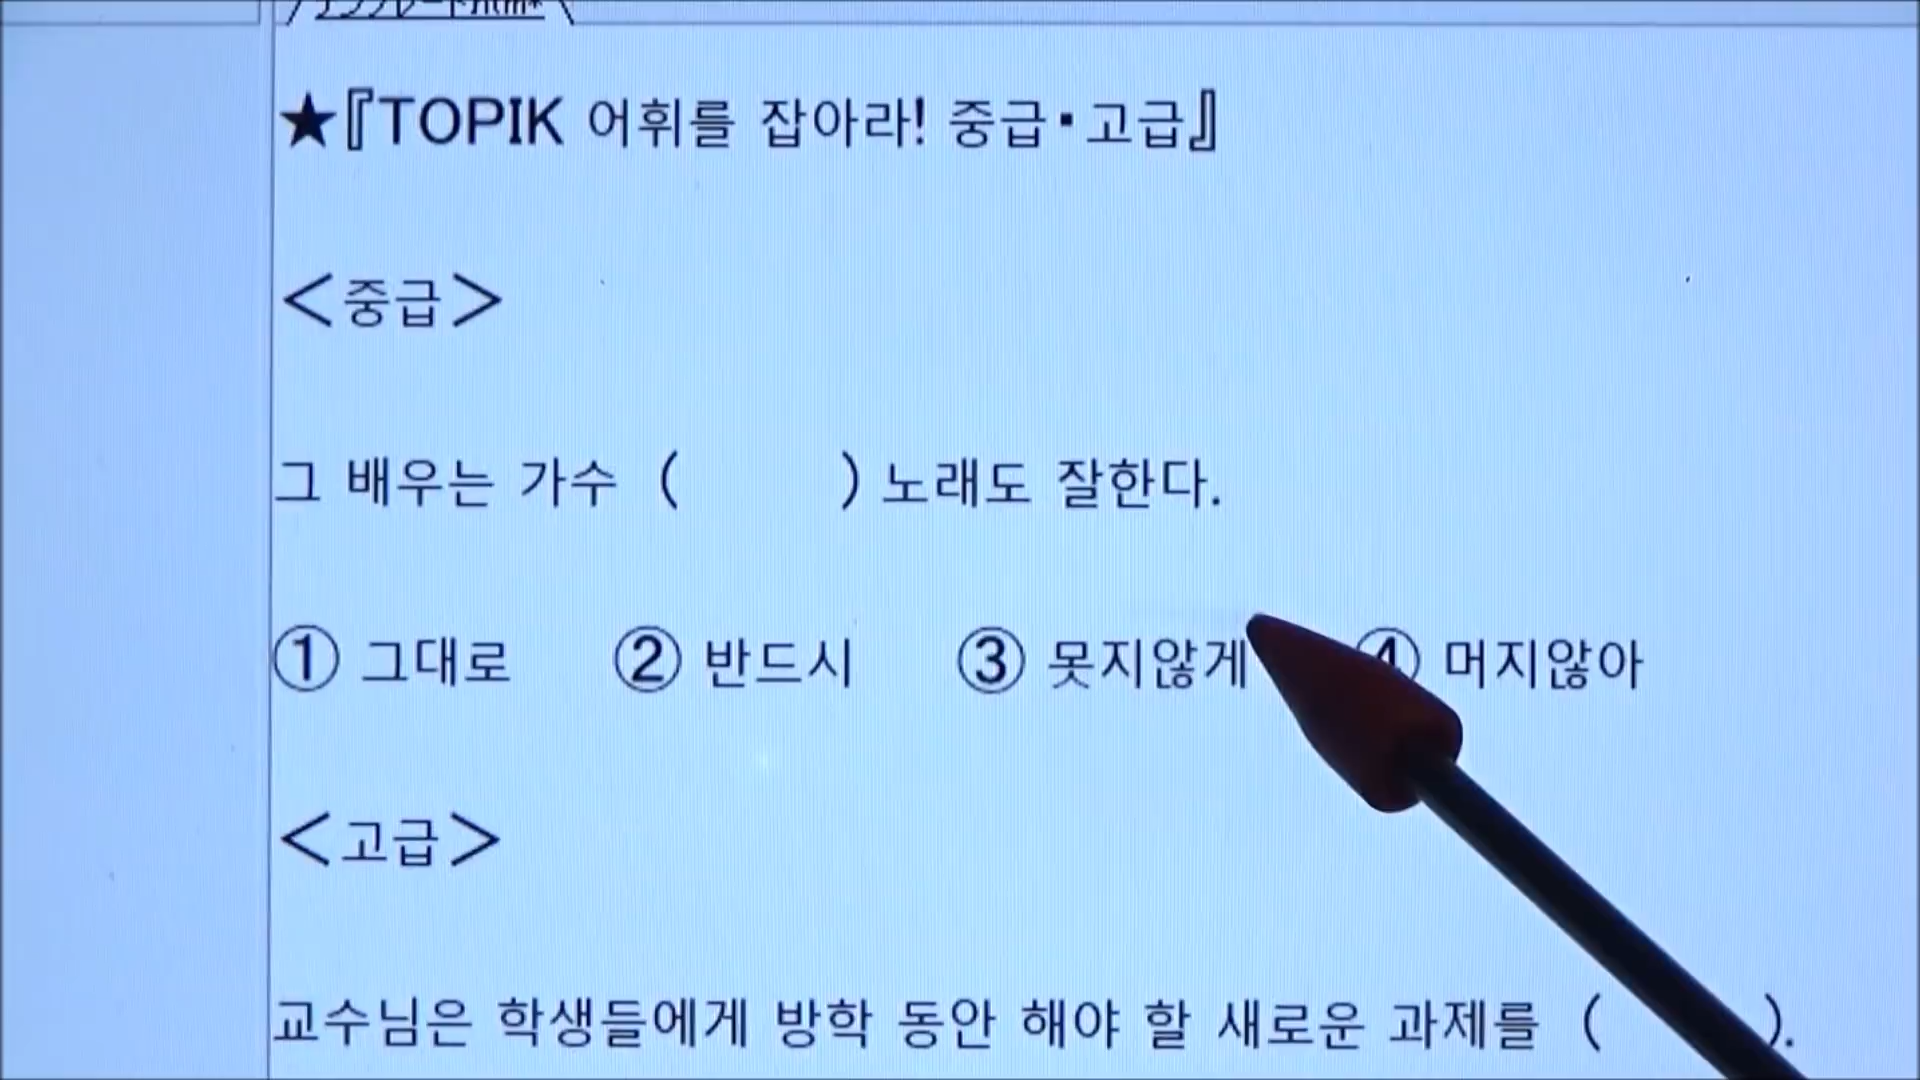 ★『TOPIK 어휘를 잡아라! 중급·고급』
＜중급＞
그 배우는 가수 ( ) 노래도 잘한다.
① 그대로 ② 반드시 ③ 못지않게 ④ 머지않아
＜고급＞
교수님은 학생들에게 방학 동안 해야 할 새로운 과제를 ( ).